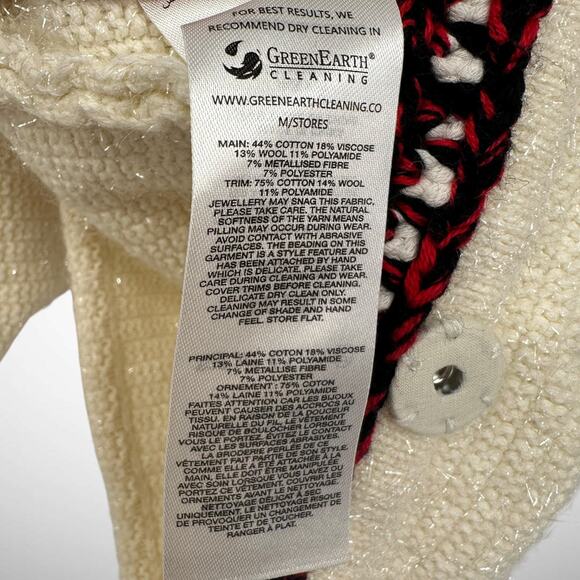 FOR BEST RESULTS, WE
RECOMMEND DRY CLEANING IN
GREENEARTH®
CLEANING
WWW.GREENEARTHCLEANING.CO
M/STORES
MAIN: 44% COTTON 18% VISCOSE
13% WOOL 11% POLYAMIDE
7% METALLISED FIBRE
7% POLYESTER
TRIM: 75% COTTON 14% WOOL
11% POLYAMIDE
JEWELLERY MAY SNAG THIS FABRIC,
PLEASE TAKE CARE. THE NATURAL
SOFTNESS OF THE YARN MEANS
PILLING MAY OCCUR DURING WEAR.
AVOID CONTACT WITH ABRASIVE
SURFACES. THE BEADING ON THIS
GARMENT IS A STYLE FEATURE AND
HAS BEEN ATTACHED BY HAND
WHICH IS DELICATE. PLEASE TAKE
CARE DURING CLEANING AND WEAR.
COVER TRIMS BEFORE CLEANING.
DELICATE DRY CLEAN ONLY.
CLEANING MAY RESULT IN SOME
CHANGE OF SHADE AND HAND
FEEL. STORE FLAT.
PRINCIPAL: 44% COTON 18% VISCOSE
13% LAINE 11% POLYAMIDE
7% METALLISE FIBRE
7% POLYESTER
ORNEMENT : 75% COTON
14% LAINE 11% POLYAMIDE
FAITES ATTENTION CAR LES BIJOUX
PEUVENT CAUSER DES ACCROCS AU
TISSU. EN RAISON DE LA DOUCEUR
NATURELLE DU FIL, LE VÊTEMENT
RISQUE DE BOULOCHER LORSQUE
VOUS LE PORTEZ. ÉVITEZ LE CONTACT
AVEC LES SURFACES ABRASIVES.
LA BRODERIE PERLÉE DE CE
VÊTEMENT FAIT PARTIE DE SON STYLE.
COMME ELLE A ÉTÉ ATTACHÉE À LA
MAIN, ELLE DOIT ÊTRE MANIPULÉE
AVEC SOIN LORSQUE VOUS LAVEZ OU
PORTEZ CE VÊTEMENT. COUVREZ LES
ORNEMENTS AVANT LE NETTOYAGE.
NETTOYAGE DÉLICAT À SEC
UNIQUEMENT. LE NETTOYAGE RISQUE
DE PROVOQUER UN CHANGEMENT DE
TEINTE ET DE TOUCHER.
RANGER À PLAT.